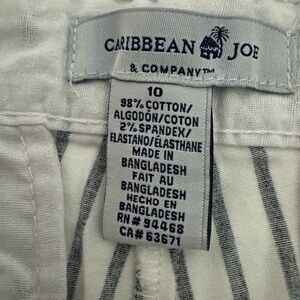 CARIBBEAN JOE
& COMPANY™
10
98% COTTON/
ALGODÓN/COTON
2% SPANDEX/
ELASTANO/ÉLASTHANE
MADE IN
BANGLADESH
FAIT AU
BANGLADESH
HECHO EN
BANGLADESH
RN# 94468
CA# 63671